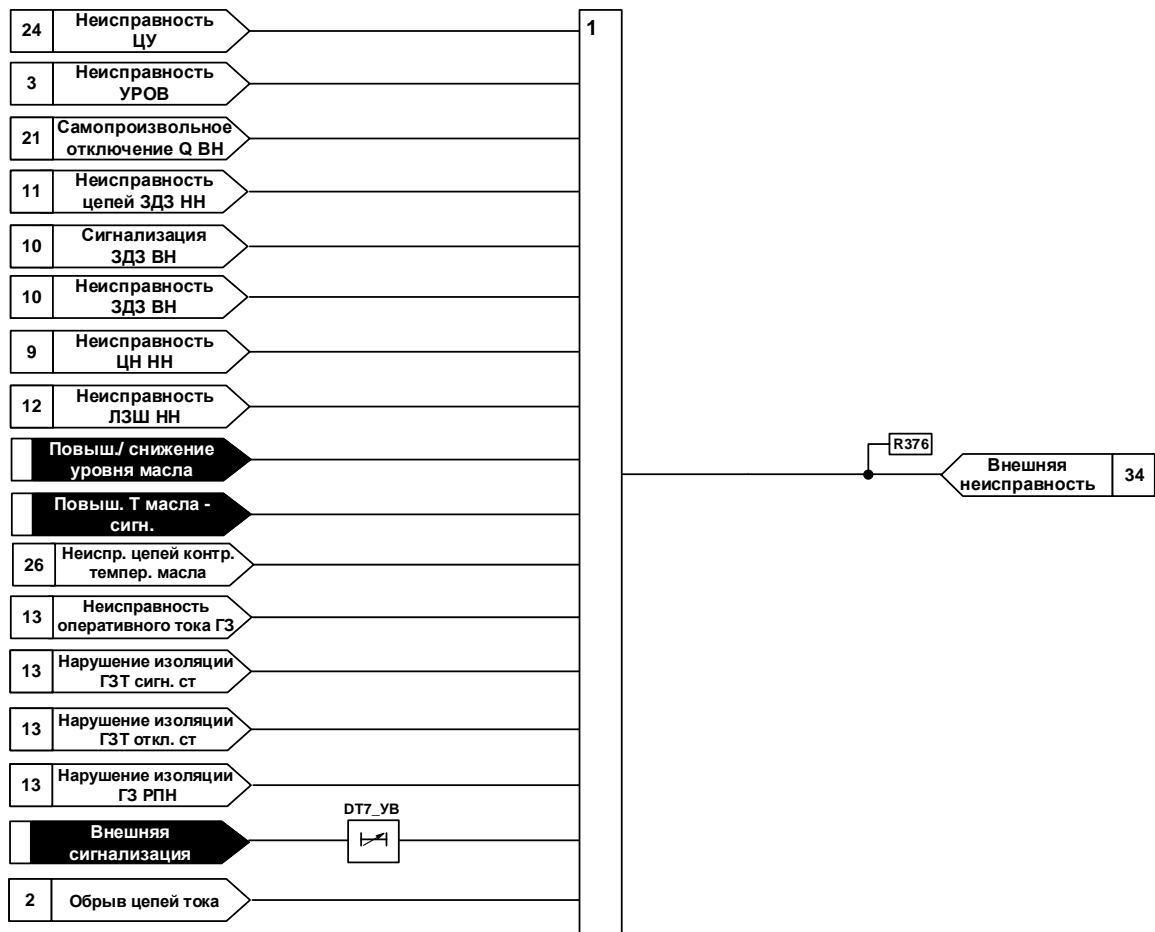 24
Неисправность
ЦУ
1
3
Неисправность
УРОВ
21
Самопроизвольное
отключение Q ВН
11
Неисправность
цепей ЗДЗ НН
10
Сигнализация
ЗДЗ ВН
10
Неисправность
ЗДЗ ВН
9
Неисправность
ЦН НН
12
Неисправность
ЛЗШ НН
Повыш./ снижение
уровня масла
R376
Внешняя
неисправность
34
Повыш. Т масла -
сигн.
26
Неиспр. цепей контр.
темпер. масла
13
Неисправность
оперативного тока ГЗ
13
Нарушение изоляции
ГЗТ сигн. ст
13
Нарушение изоляции
ГЗТ откл. ст
13
Нарушение изоляции
ГЗ РПН
Внешняя
сигнализация
DT7_УВ
2
Обрыв цепей тока